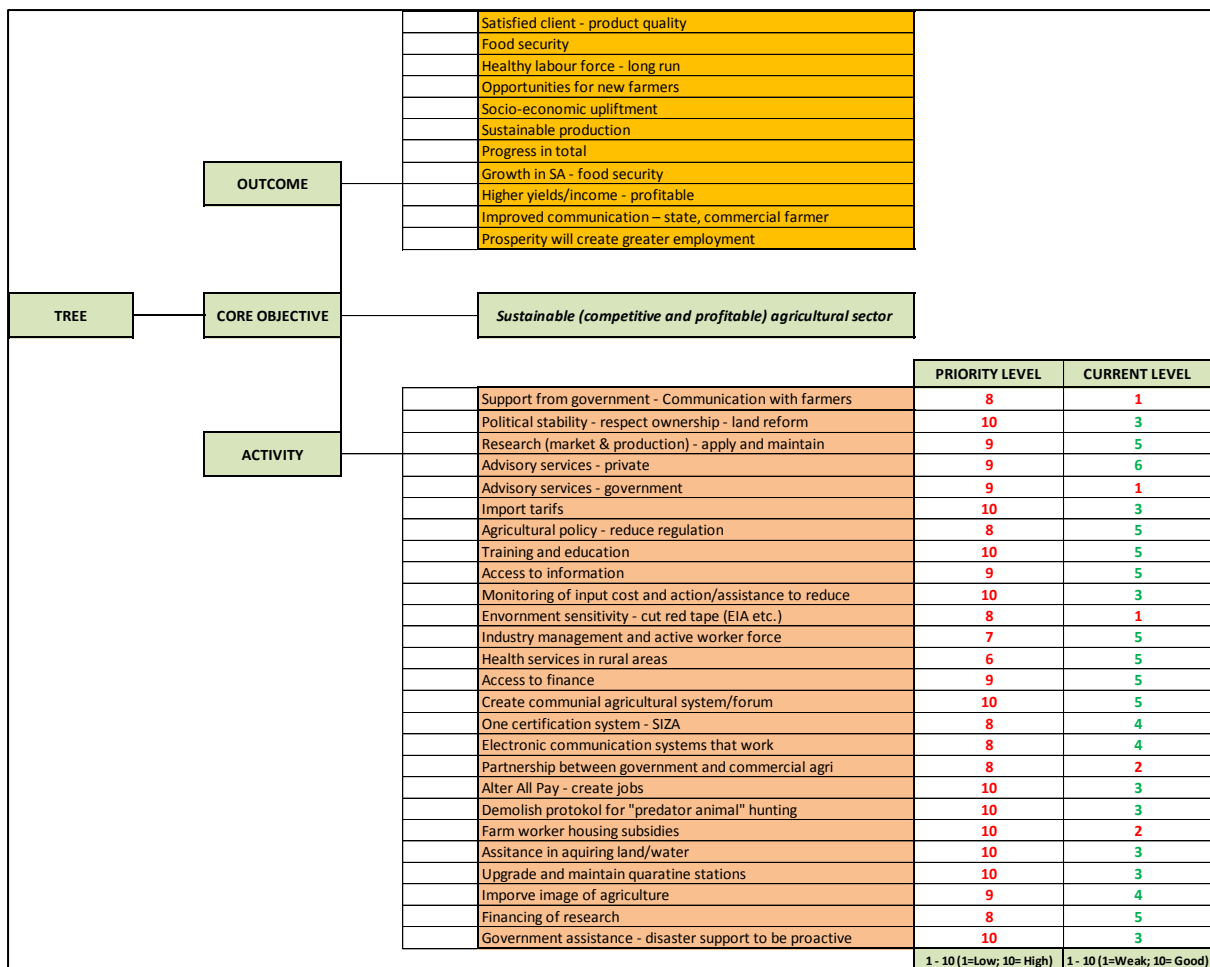 Satisfied client - product quality
Food security
Healthy labour force - long run
Opportunities for new farmers
Socio-economic upliftment
Sustainable production
Progress in total
OUTCOME
Growth in SA - food security
Higher yields/income - profitable
Improved communication – state, commercial farmer
Prosperity will create greater employment
TREE CORE OBJECTIVE Sustainable (competitive and profitable) agricultural sector
PRIORITY LEVEL CURRENT LEVEL
Support from government - Communication with farmers 8 1
Political stability - respect ownership - land reform 10 3
Research (market & production) - apply and maintain 9 5
ACTIVITY
Advisory services - private 9 6
Advisory services - government 9 1
Import tarifs 10 3
Agricultural policy - reduce regulation 8 5
Training and education 10 5
Access to information 9 5
Monitoring of input cost and action/assistance to reduce 10 3
Envornment sensitivity - cut red tape (EIA etc.) 8 1
Industry management and active worker force 7 5
Health services in rural areas 6 5
Access to finance 9 5
Create communial agricultural system/forum 10 5
One certification system - SIZA 8 4
Electronic communication systems that work 8 4
Partnership between government and commercial agri 8 2
Alter All Pay - create jobs 10 3
Demolish protokol for "predator animal" hunting 10 3
Farm worker housing subsidies 10 2
Assitance in aquiring land/water 10 3
Upgrade and maintain quaratine stations 10 3
Imporve image of agriculture 9 4
Financing of research 8 5
Government assistance - disaster support to be proactive 10 3
1 - 10 (1=Low; 10= High) 1 - 10 (1=Weak; 10= Good)